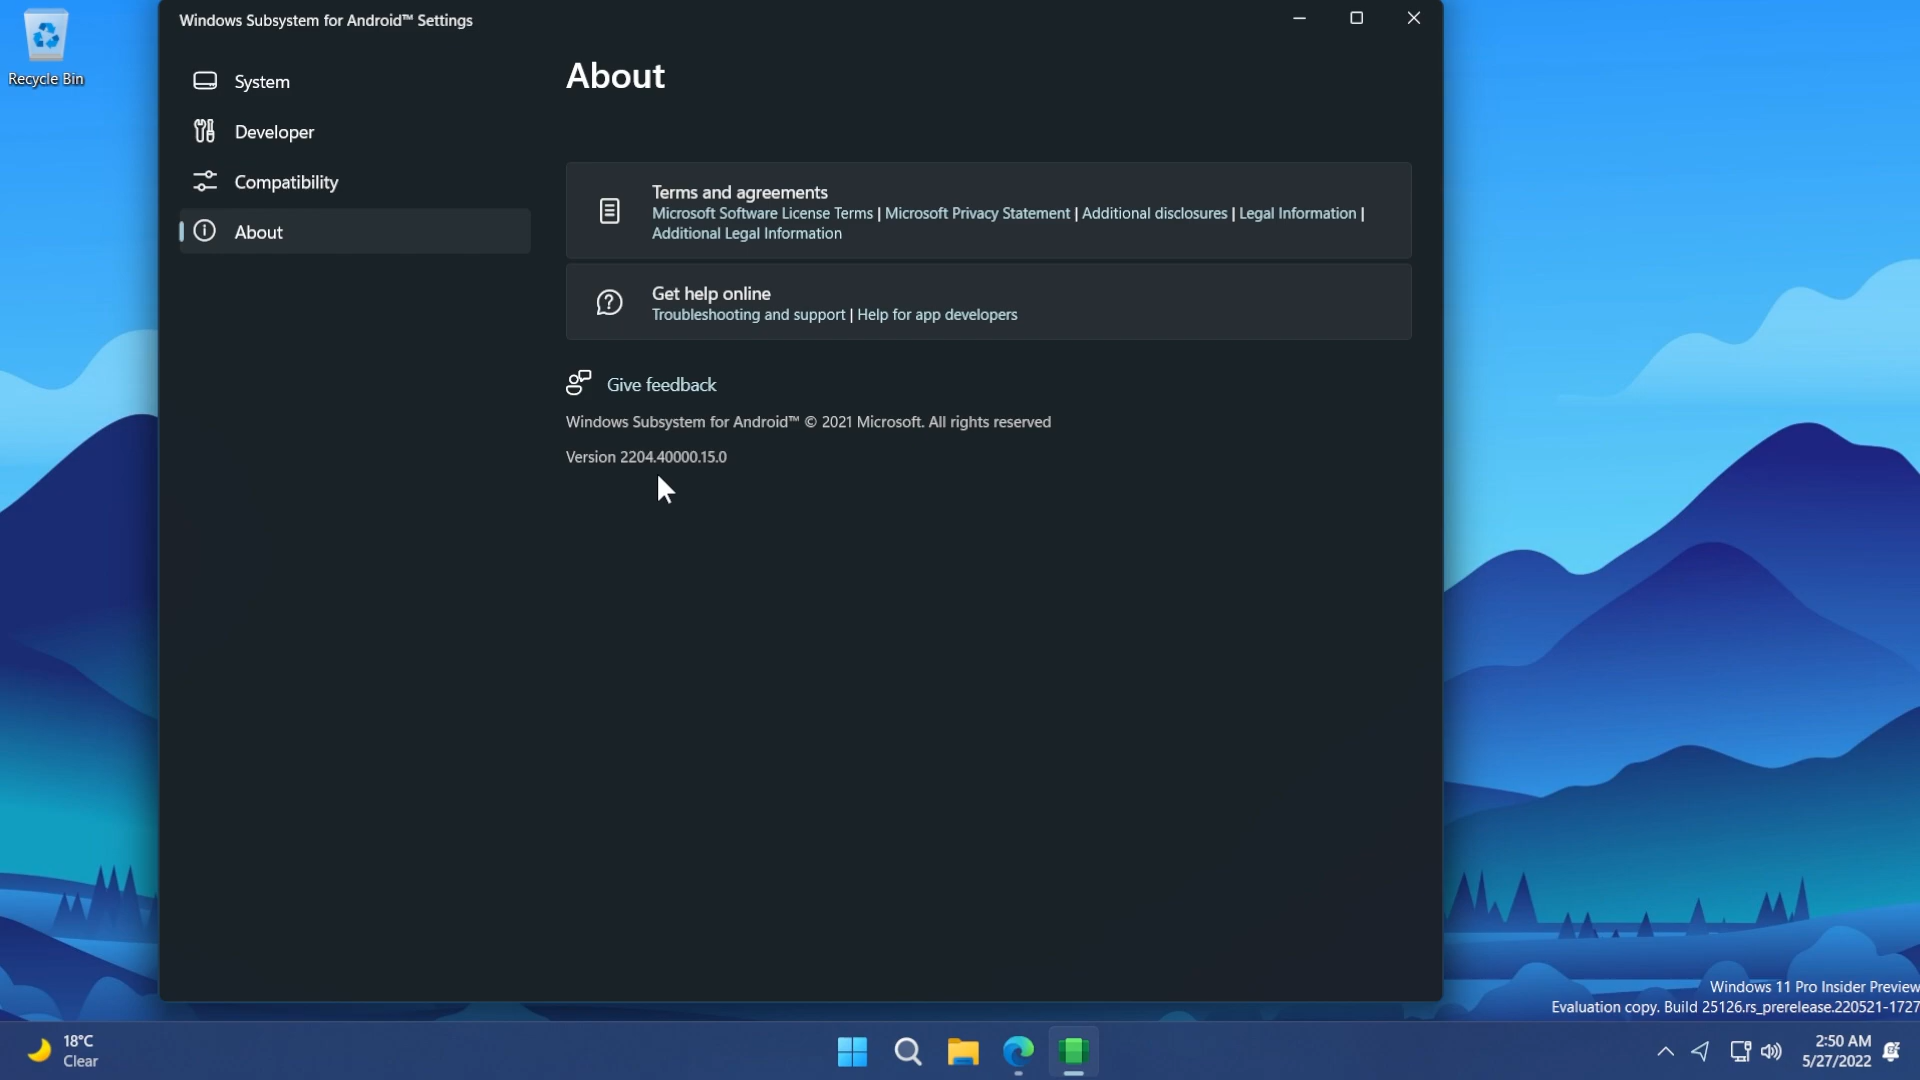 Recycle Bin
Windows Subsystem for Android™ Settings
System
Developer
Compatibility
About
About
Terms and agreements
Microsoft Software License Terms | Microsoft Privacy Statement | Additional disclosures | Legal Information |
Additional Legal Information
Get help online
Troubleshooting and support | Help for app developers
Give feedback
Windows Subsystem for Android™ © 2021 Microsoft. All rights reserved
Version 2204.40000.15.0
Windows 11 Pro Insider Preview
Evaluation copy. Build 25126.rs_prerelease.220521-1727
18°C
Clear
2:50 AM
5/27/2022